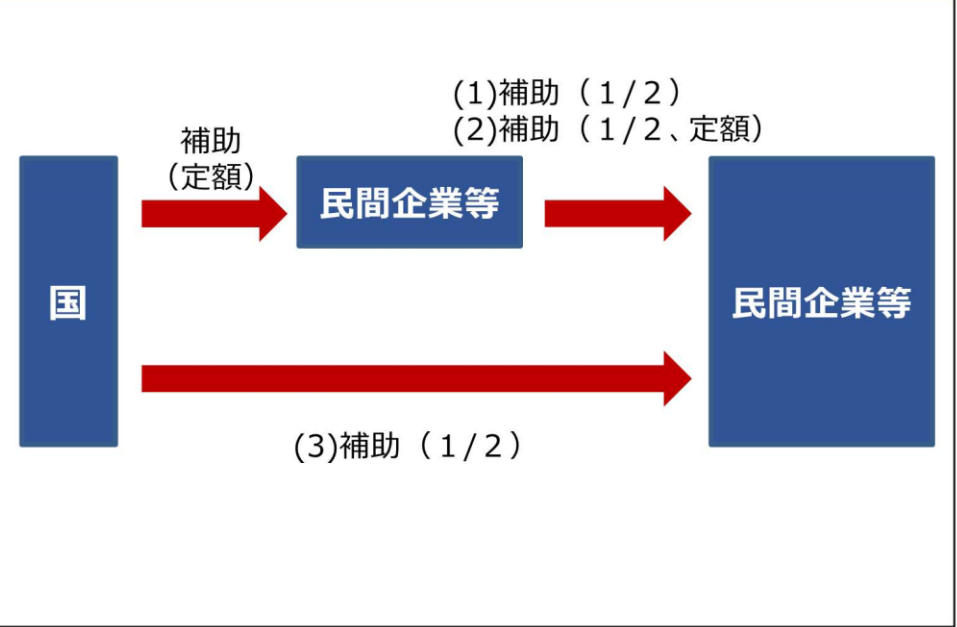 (1)補助（１/２）
(2)補助（１/２、定額）
補助
（定額）
民間企業等
国
民間企業等
(3)補助（１/２）